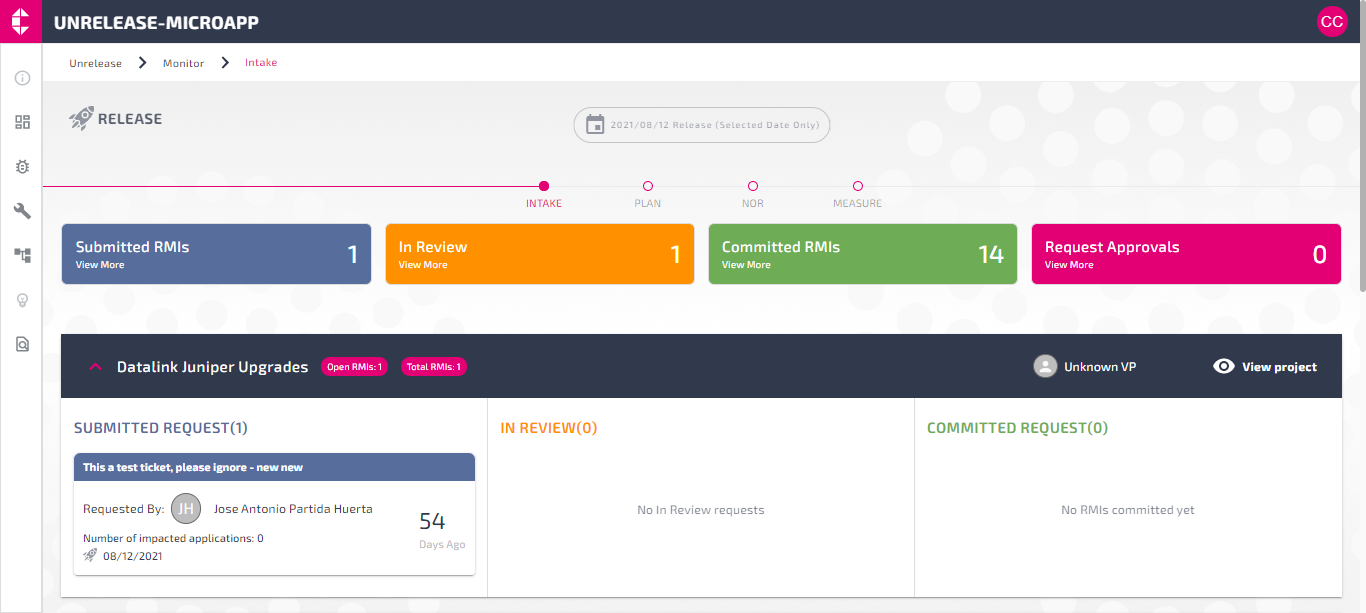 UNRELEASE-MICROAPP
CC
Unrelease
Monitor
Intake
RELEASE
2021/08/12 Release (Selected Date Only)
INTAKE
PLAN
NOR
MEASURE
Submitted RMIs
View More
1
In Review
View More
1
Committed RMIs
View More
14
Request Approvals
View More
0
Datalink Juniper Upgrades
Open RMIs: 1
Total RMIs: 1
Unknown VP
View project
SUBMITTED REQUEST(1)
This a test ticket, please ignore - new new
Requested By:
JH
Jose Antonio Partida Huerta
54
Days Ago
Number of impacted applications: 0
08/12/2021
IN REVIEW(0)
No In Review requests
COMMITTED REQUEST(0)
No RMIs committed yet